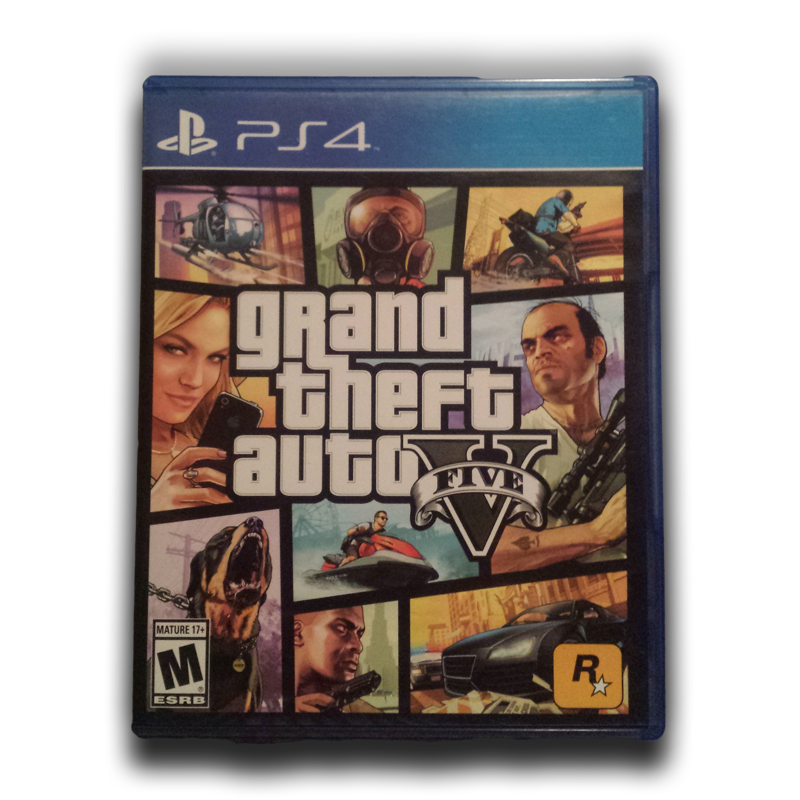 PS4
grand
theft
auto V
FIVE
MATURE 17+
M
ESRB
R